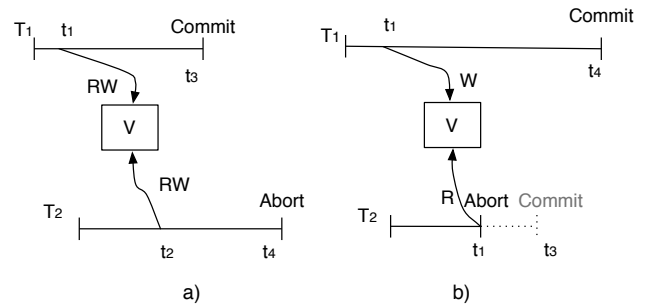 T1 t1 Commit
t3
RW
V
RW
T2 Abort
t2 t4
a)
Commit
T1 t1
t4
W
V
R Abort Commit
T2
t1 t3
b)